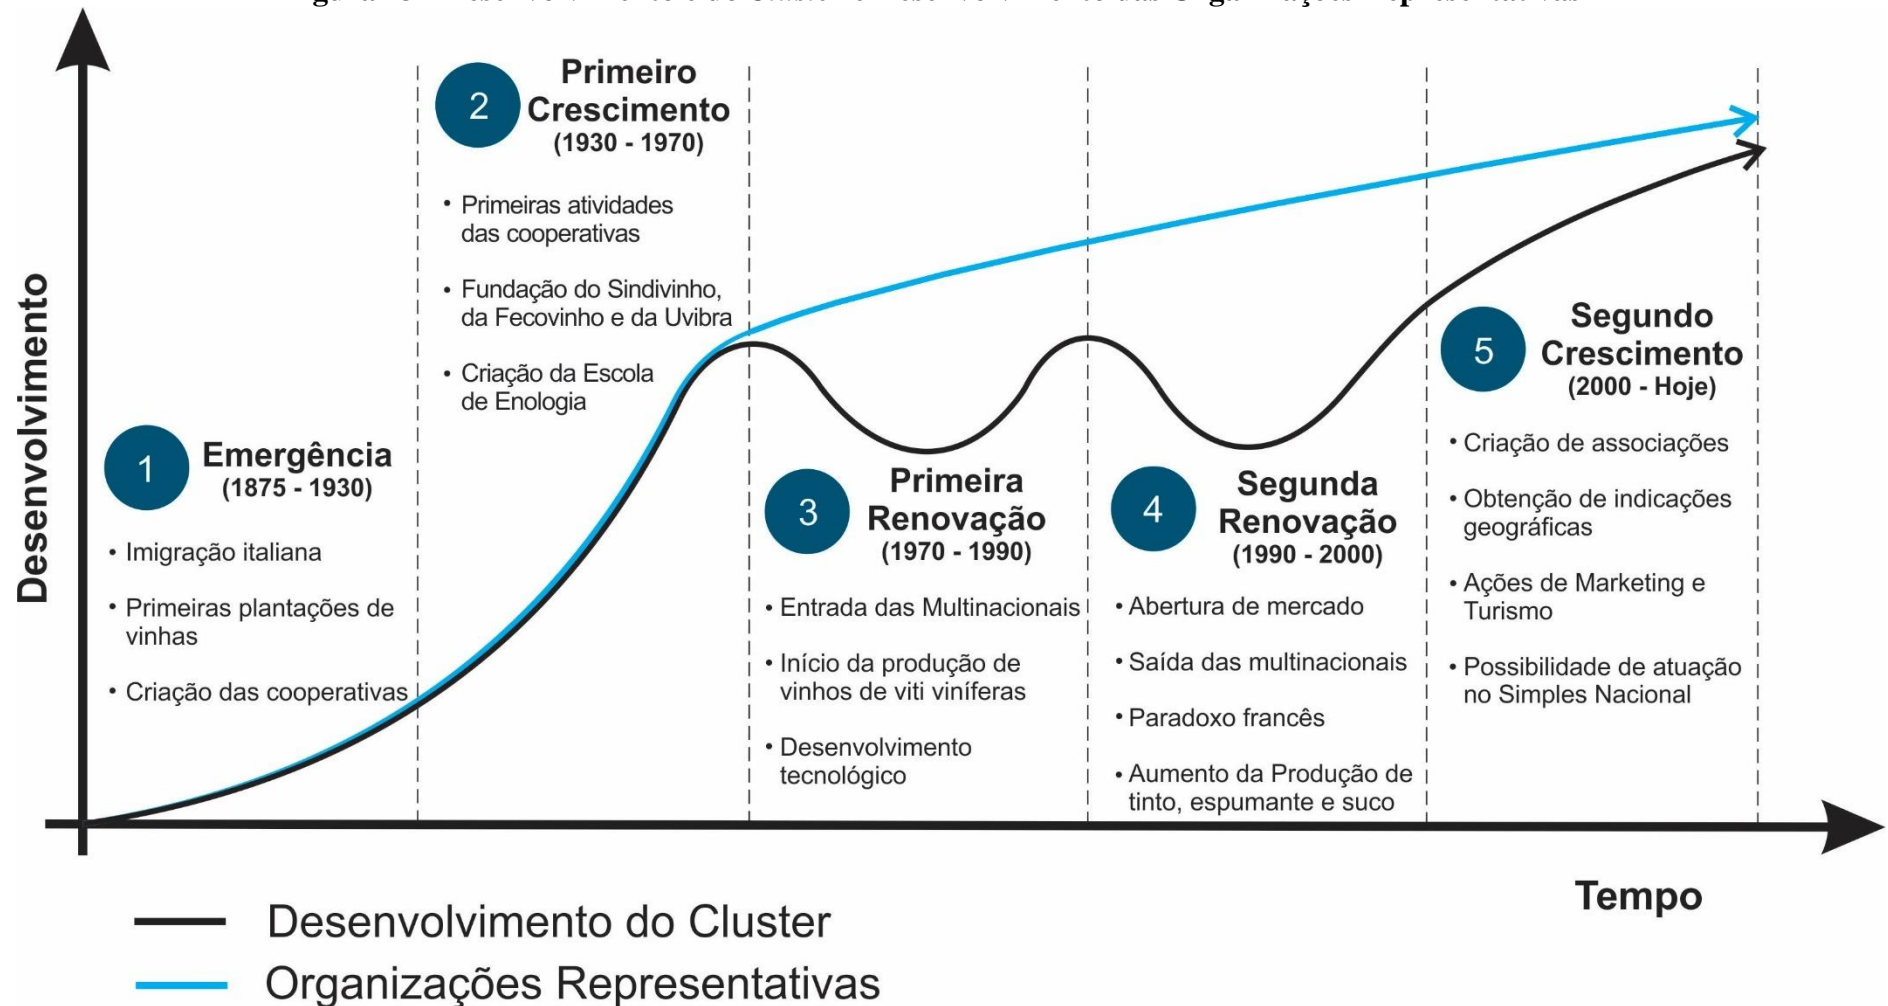 Desenvolvimento
1
Emergência
(1875 - 1930)
• Imigração italiana
• Primeiras plantações de
vinhas
• Criação das cooperativas
2
Primeiro
Crescimento
(1930 - 1970)
• Primeiras atividades
das cooperativas
• Fundação do Sindivinho,
da Fecovinho e da Uvibra
• Criação da Escola
de Enologia
3
Primeira
Renovação
(1970 - 1990)
• Entrada das Multinacionais
• Início da produção de
vinhos de viti viníferas
• Desenvolvimento
tecnológico
4
Segunda
Renovação
(1990 - 2000)
• Abertura de mercado
• Saída das multinacionais
• Paradoxo francês
• Aumento da Produção de
tinto, espumante e suco
5
Segundo
Crescimento
(2000 - Hoje)
• Criação de associações
• Obtenção de indicações
geográficas
• Ações de Marketing e
Turismo
• Possibilidade de atuação
no Simples Nacional
Tempo
Desenvolvimento do Cluster
Organizações Representativas